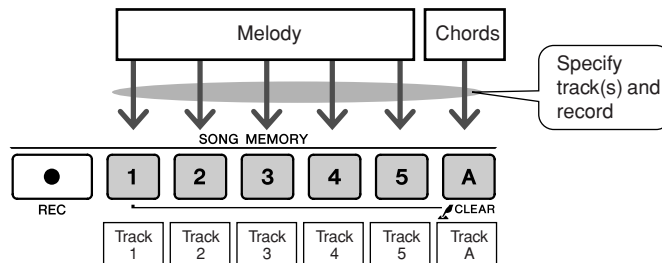 Melody
Chords
Specify
track(s) and
record
SONG MEMORY
1 2 3 4 5 A
REC
CLEAR
Track
1
Track
2
Track
3
Track
4
Track
5
Track
A